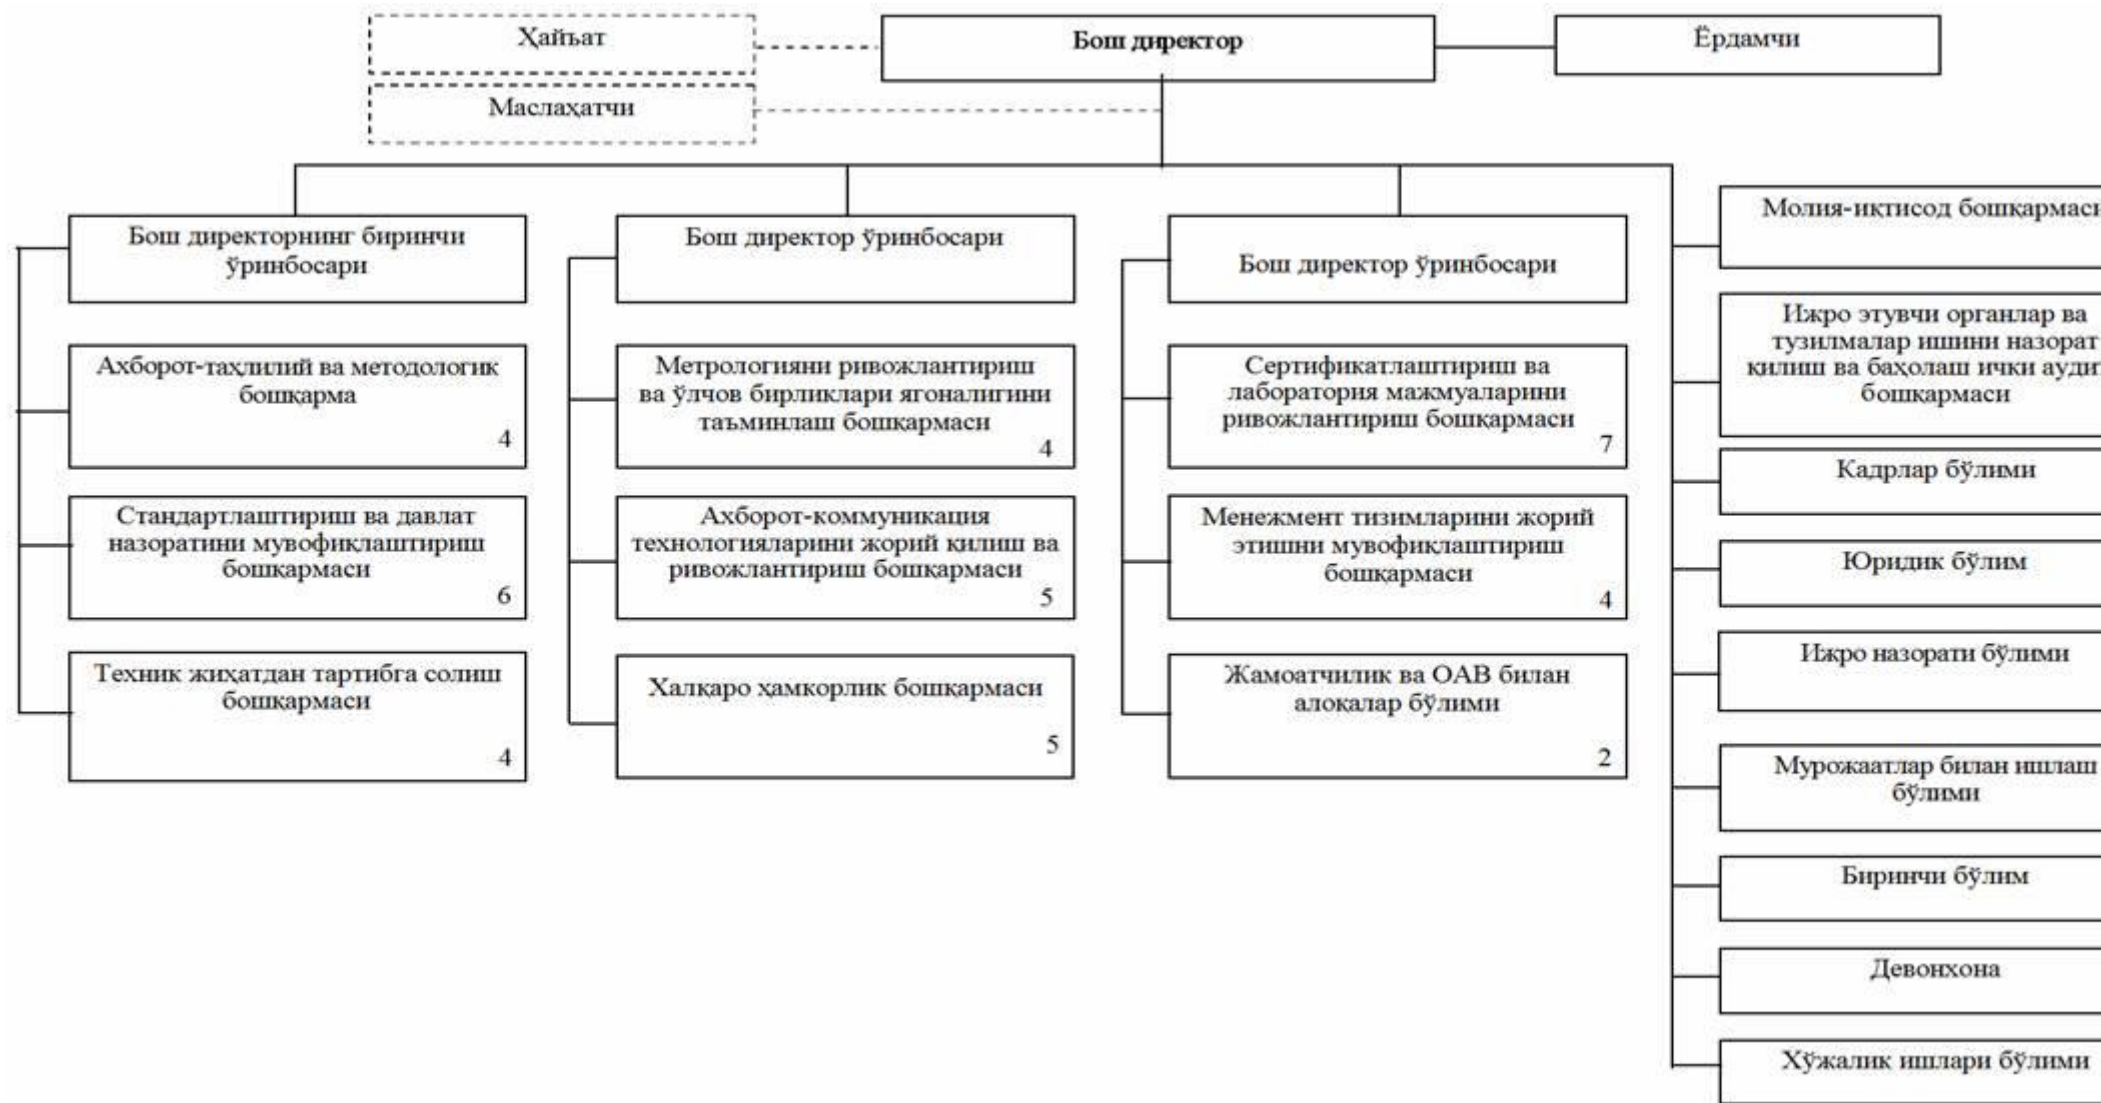 Ҳайъат
Бош директор
Ёрдамчи
Маслаҳатчи
Бош директорнинг биринчи
ўринбосари
Ахборот-таҳлилий ва методологик
бошқарма
4
Стандартлаштириш ва давлат
назоратини мувофиқлаштириш
бошқармаси
6
Техник жиҳатдан тартибга солиш
бошқармаси
4
Бош директор ўринбосари
Метрологияни ривожлантириш
ва ўлчов бирликлари ягоналигини
таъминлаш бошқармаси
4
Ахборот-коммуникация
технологияларини жорий қилиш ва
ривожлантириш бошқармаси
5
Халқаро ҳамкорлик бошқармаси
5
Бош директор ўринбосари
Сертификатлаштириш ва
лаборатория мажмуаларини
ривожлантириш бошқармаси
7
Менежмент тизимларини жорий
этишни мувофиқлаштириш
бошқармаси
4
Жамоатчилик ва ОАВ билан
алоқалар бўлими
2
Молия-иқтисод бошқармаси
Ижро этувчи органлар ва
тузилмалар ишини назорат
қилиш ва баҳолаш ички
бошқармаси
Кадрлар бўлими
Юридик бўлим
Ижро назорати бўлими
Мурожаатлар билан ишлаш
бўлими
Биринчи бўлим
Девонхона
Хўжалик ишлари бўлими